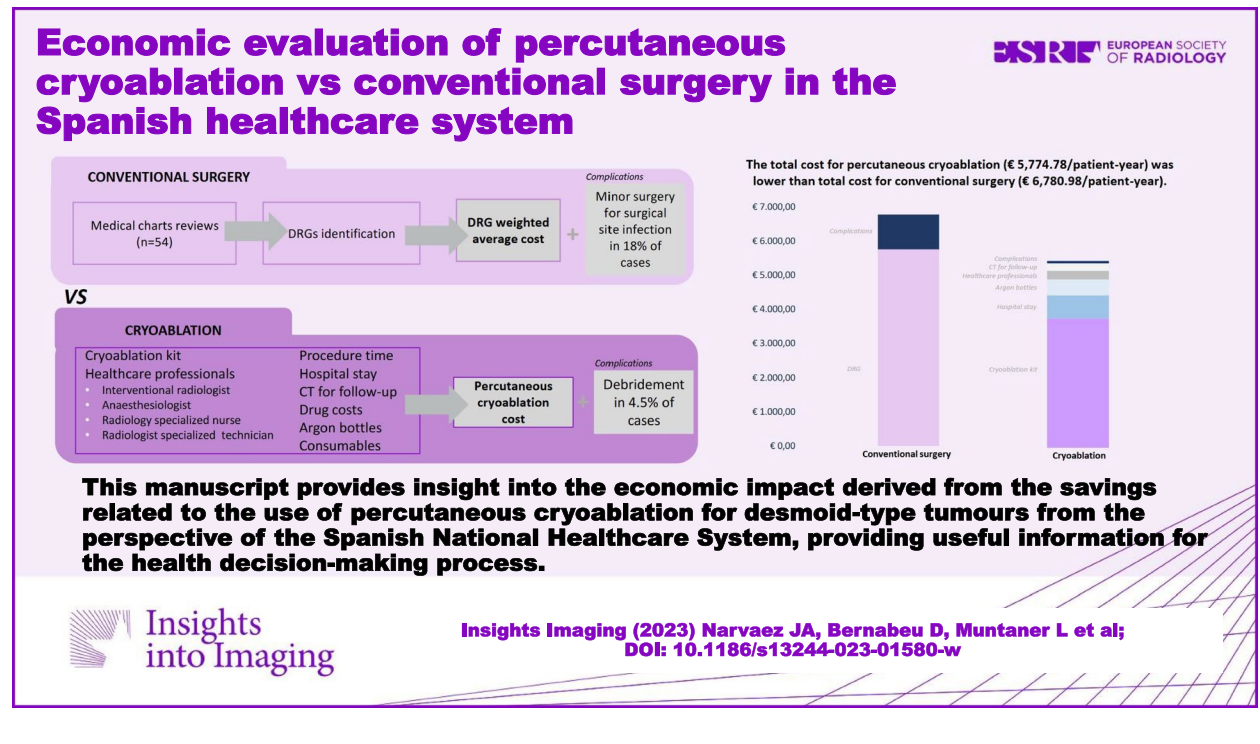 Economic evaluation of percutaneous
cryoablation vs conventional surgery in the
Spanish healthcare system
EUROPEAN SOCIETY
OF RADIOLOGY
CONVENTIONAL SURGERY
Medical charts reviews
(n=54)
DRGs identification
DRG weighted
average cost
+
Complications
Minor surgery
for surgical
site infection
in 18% of
cases
VS
CRYOABLATION
Cryoablation kit
Healthcare professionals
• Interventional radiologist
• Anaesthesiologist
• Radiology specialized nurse
• Radiologist specialized technician
Procedure time
Hospital stay
CT for follow-up
Drug costs
Argon bottles
Consumables
Percutaneous
cryoablation
cost
+
Complications
Debridement
in 4.5% of
cases
The total cost for percutaneous cryoablation (€ 5,774.78/patient-year) was
lower than total cost for conventional surgery (€ 6,780.98/patient-year).
€ 7.000,00
€ 6.000,00
€ 5.000,00
€ 4.000,00
€ 3.000,00
€ 2.000,00
€ 1.000,00
€ 0,00
Complications
DRG
Conventional surgery
Complications
CT for follow-up
Healthcare professionals
Argon bottles
Hospital stay
Cryoablation kit
Cryoablation
This manuscript provides insight into the economic impact derived from the savings
related to the use of percutaneous cryoablation for desmoid-type tumours from the
perspective of the Spanish National Healthcare System, providing useful information for
the health decision-making process.
Insights
into Imaging
Insights Imaging (2023) Narvaez JA, Bernabeu D, Muntaner L et al;
DOI: 10.1186/s13244-023-01580-w